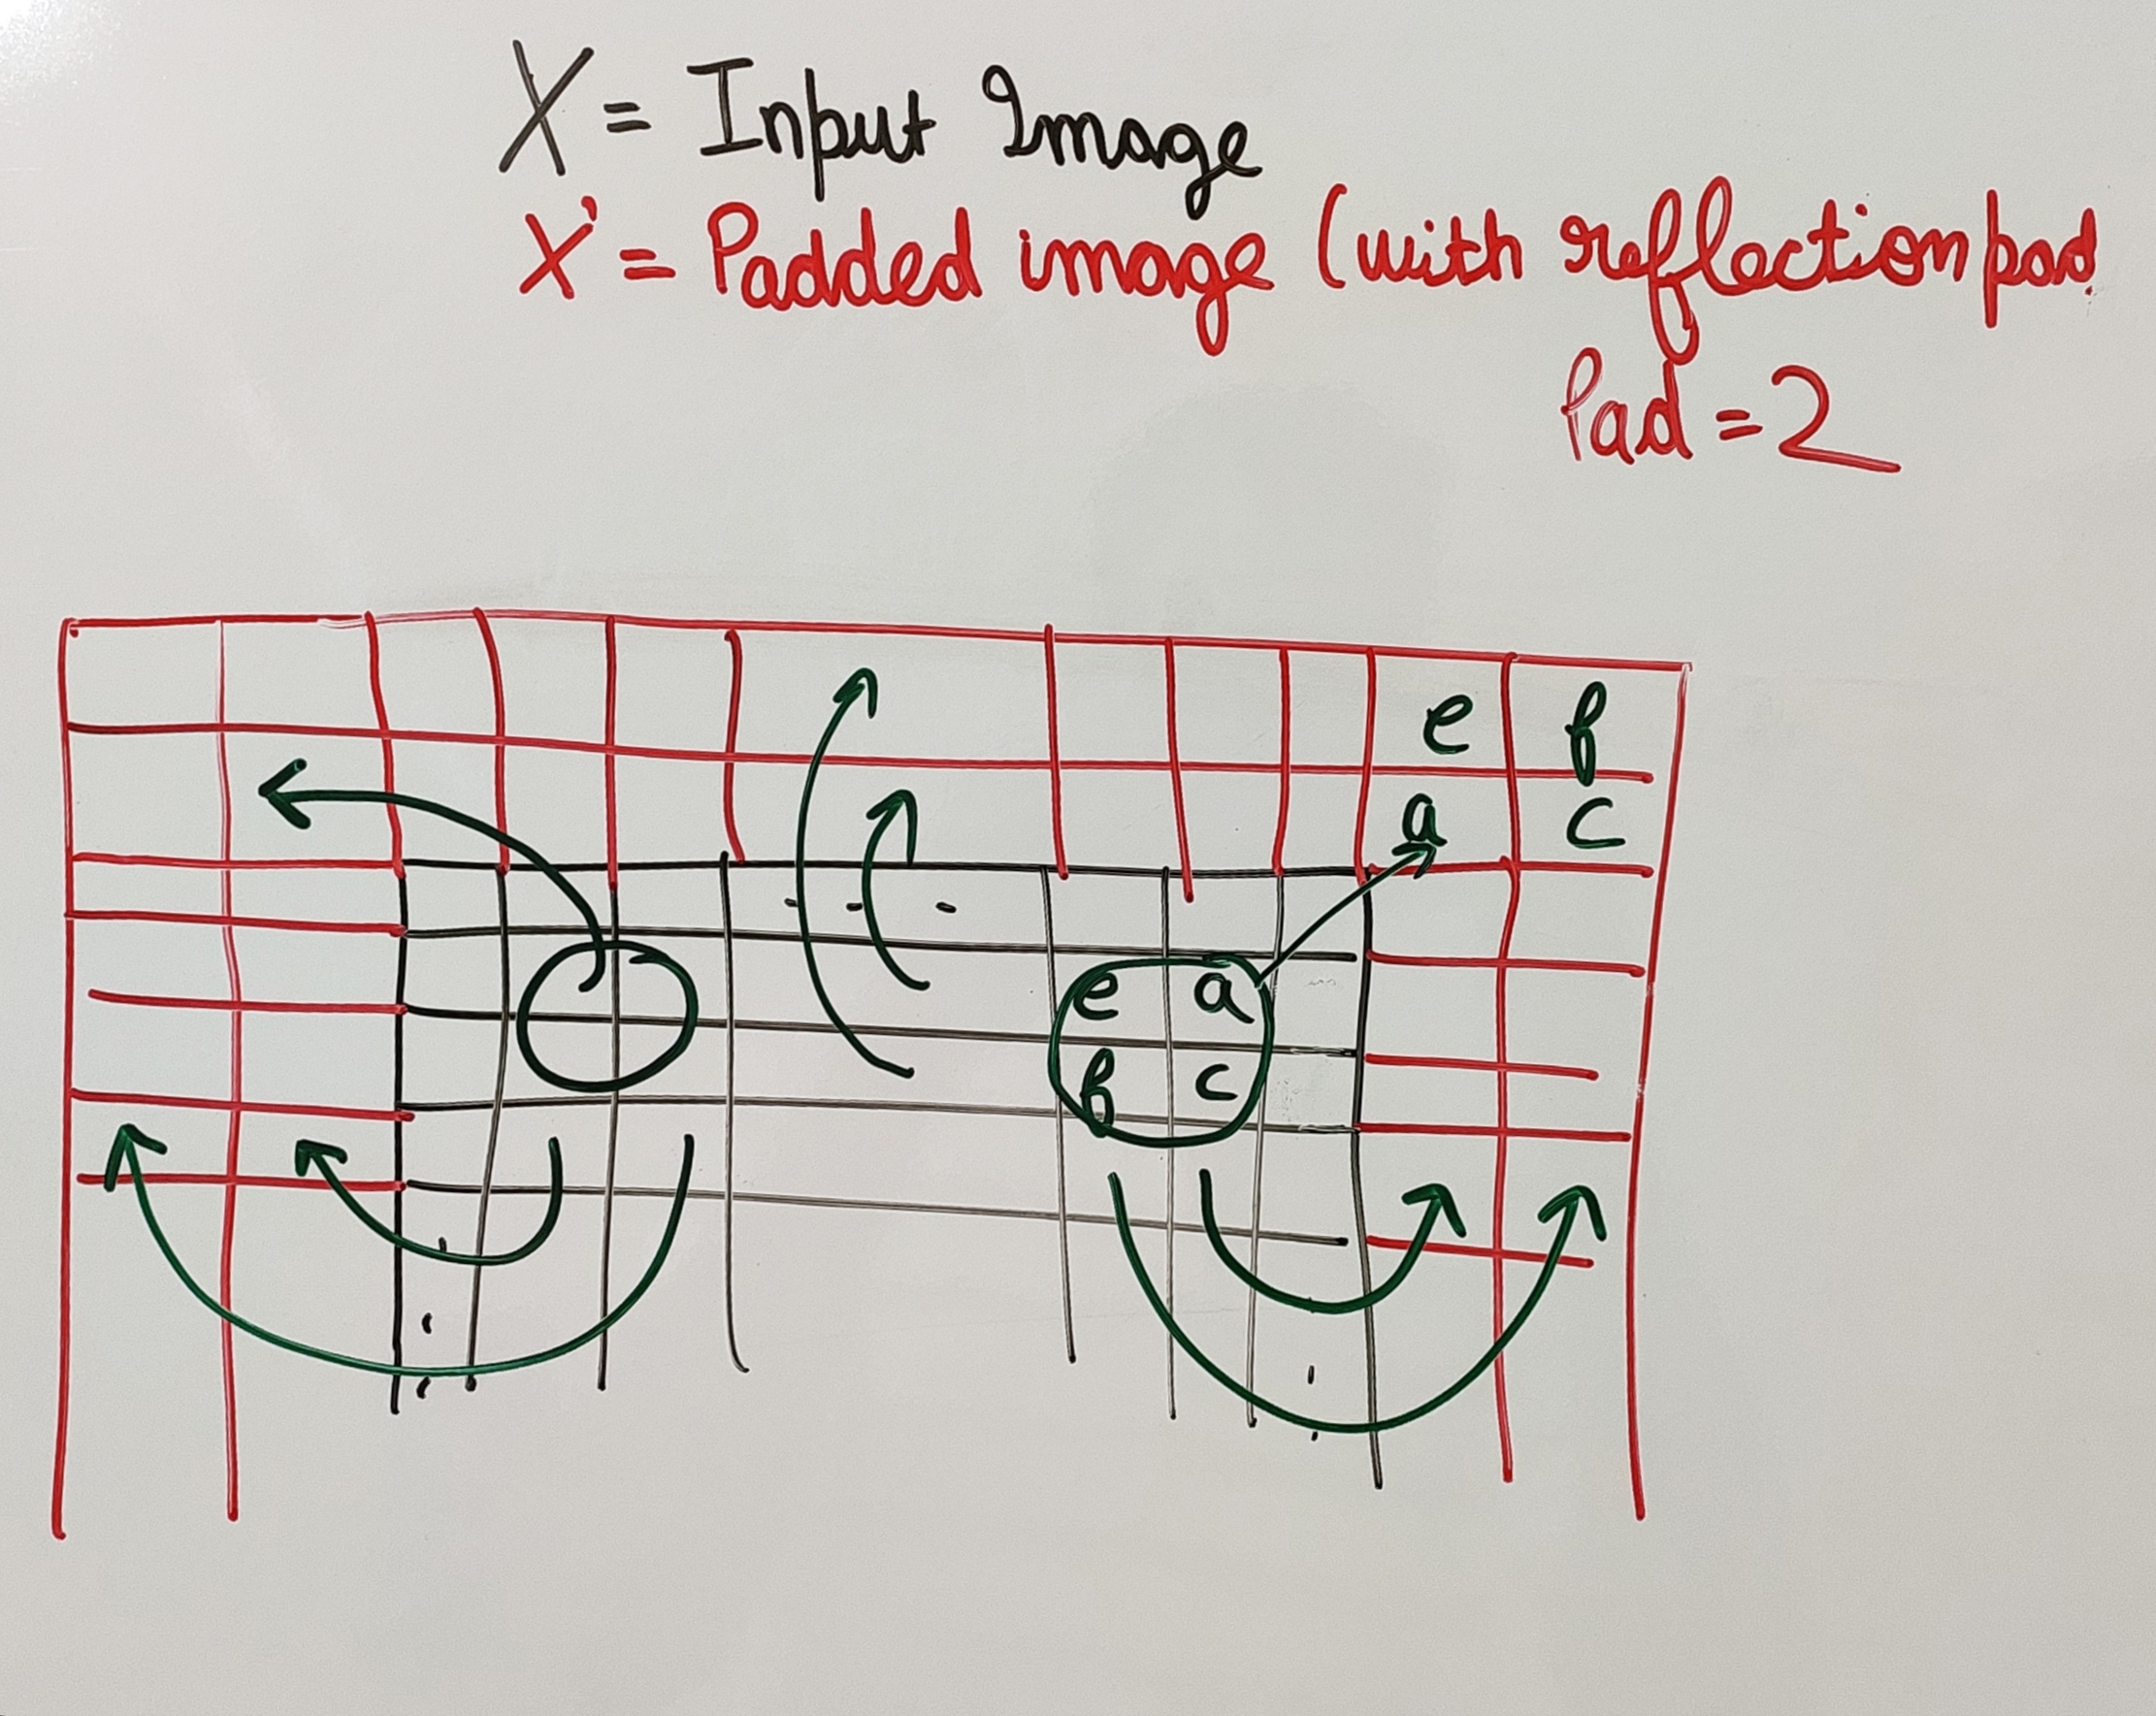 X = Input Image
X' = Padded image (with reflection pad.
Pad = 2
e f
a c
e a
f c